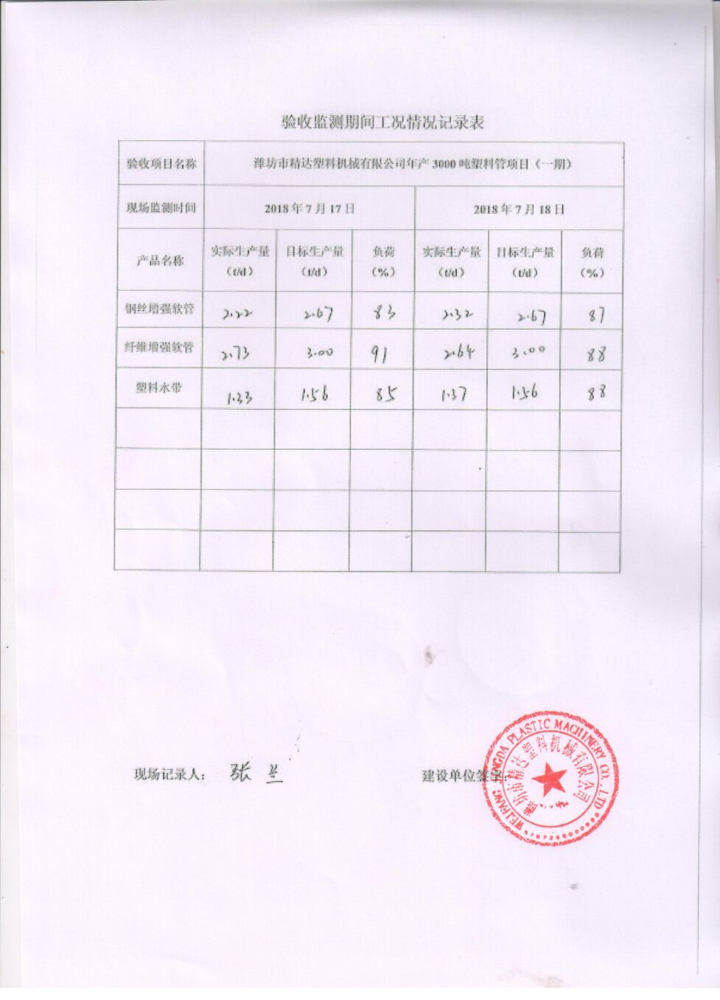 验收监测期间工况情况记录表
验收项目名称 潍坊市精达塑料机械有限公司年产 3000 吨塑料管项目（一期）
现场监测时间 2018 年 7 月 17 日 2018 年 7 月 18 日
产品名称 实际生产量（t/d） 目标生产量（t/d） 负荷（%） 实际生产量（t/d） 目标生产量（t/d） 负荷（%）
钢丝增强软管 2.22 2.67 83 2.32 2.67 87
纤维增强软管 2.73 3.00 91 2.64 3.00 88
塑料水带 1.33 1.56 85 1.37 1.56 88
现场记录人： 张兰
建设单位签字：
WEIFANG JINGDA PLASTIC MACHINERY CO.,LTD
潍坊市精达塑料机械有限公司